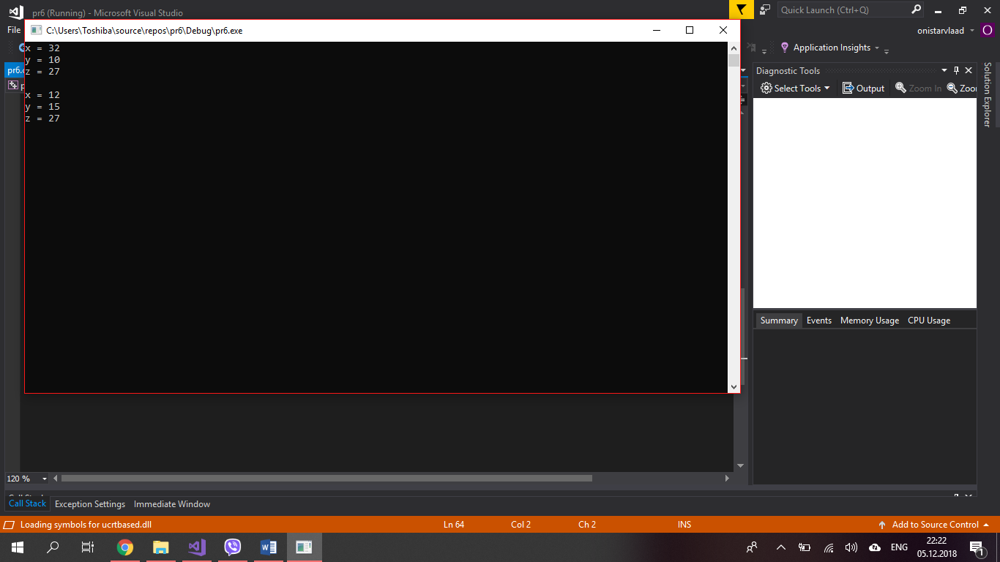 pr6 (Running) - Microsoft Visual Studio
Quick Launch (Ctrl+Q)
File
C:\Users\Toshiba\source\repos\pr6\Debug\pr6.exe
onistarvlaad
O
Application Insights
x = 32
y = 10
z = 27
x = 12
y = 15
z = 27
pr6.c
p
Diagnostic Tools
Select Tools
Output
Zoom In
Zoo
Solution Explorer
Summary
Events
Memory Usage
CPU Usage
120 %
Call Stack
Exception Settings
Immediate Window
Loading symbols for ucrtbased.dll
Ln 64
Col 2
Ch 2
INS
Add to Source Control
ENG
22:22
05.12.2018
1